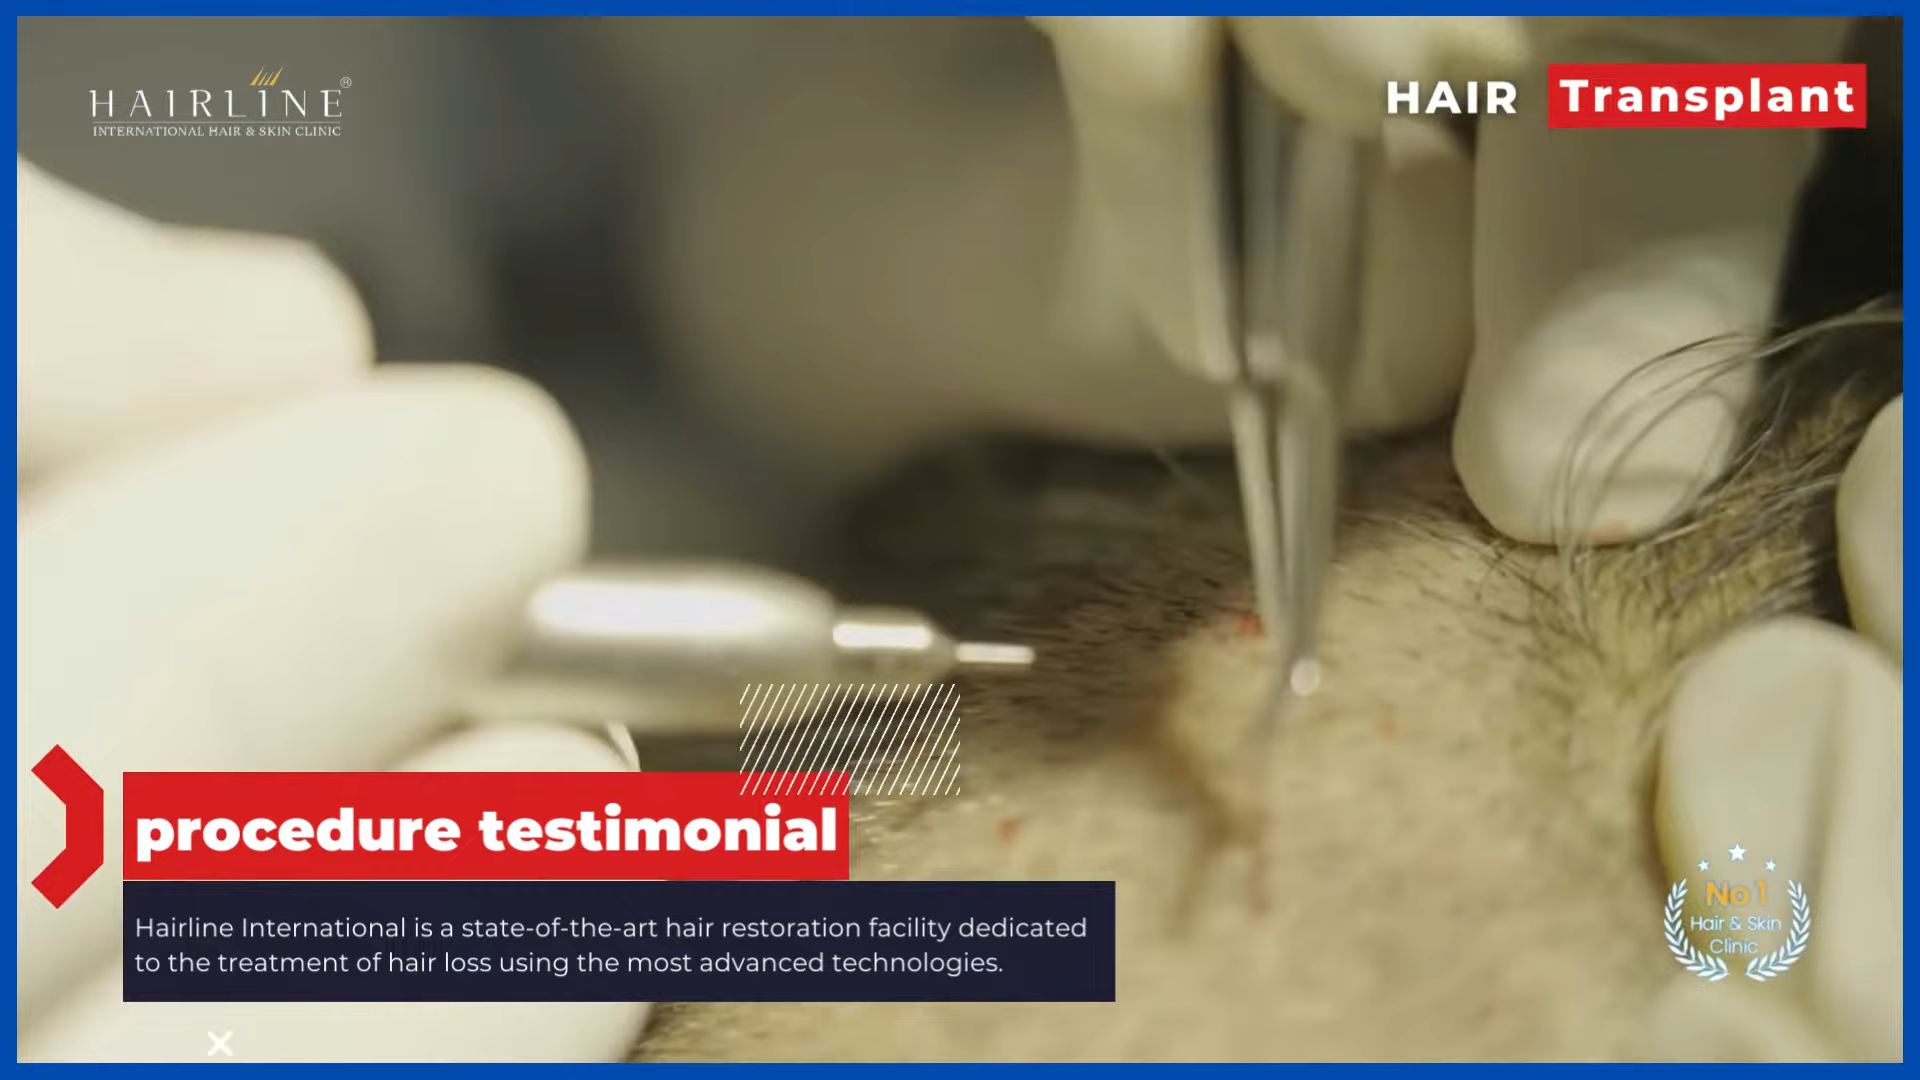 HAIRLINE®
INTERNATIONAL HAIR & SKIN CLINIC
HAIR Transplant
procedure testimonial
Hairline International is a state-of-the-art hair restoration facility dedicated
to the treatment of hair loss using the most advanced technologies.
No 1
Hair & Skin
Clinic